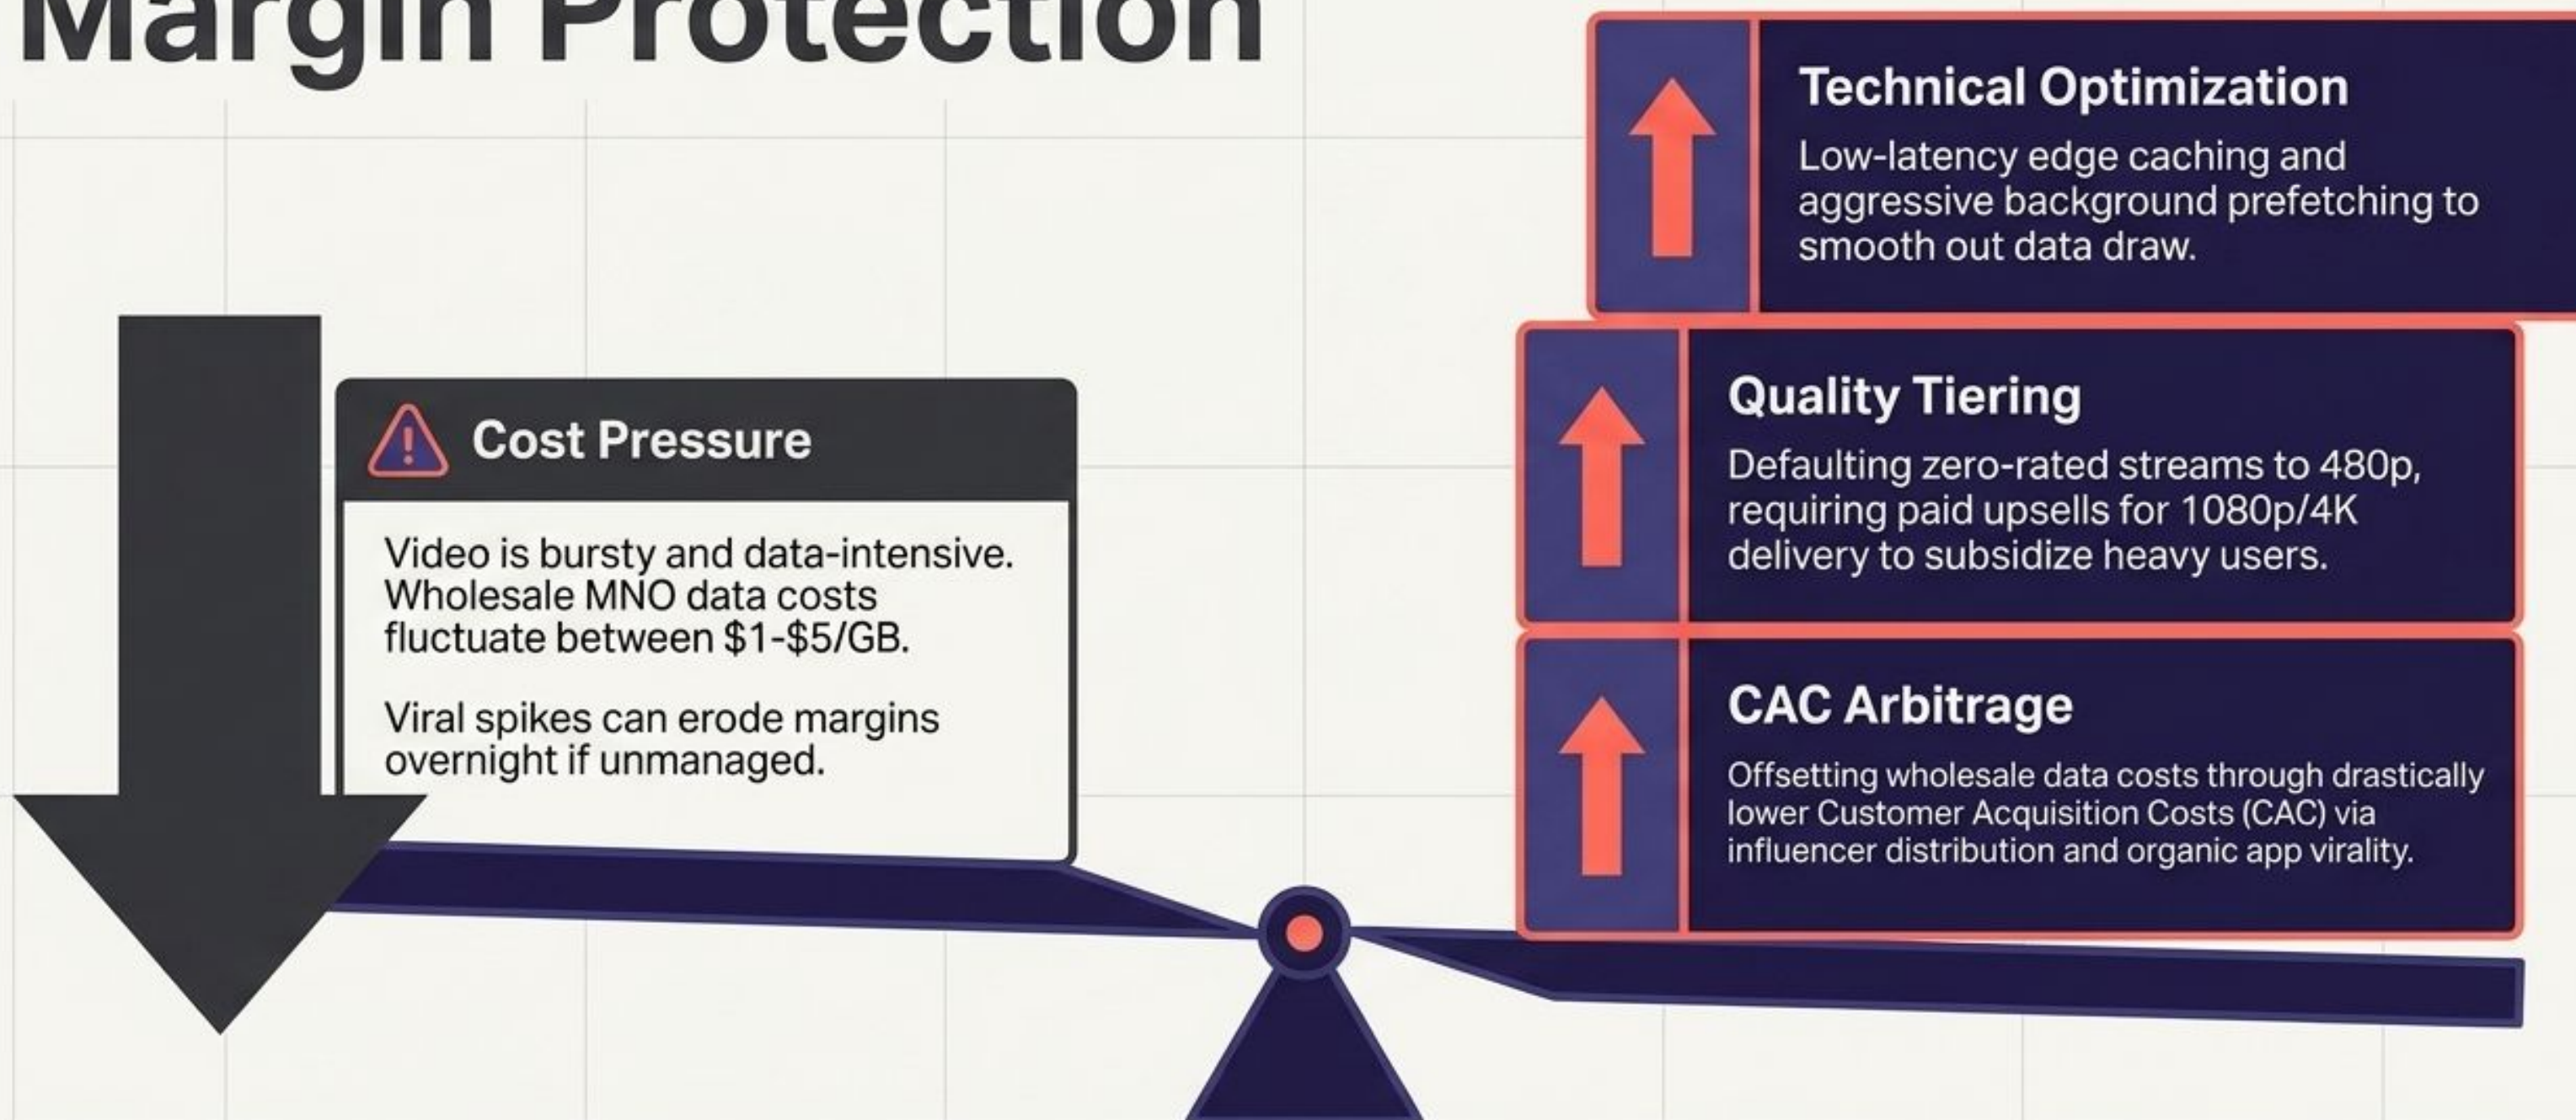 Margin Protection
Cost Pressure
Video is bursty and data-intensive.
Wholesale MNO data costs
fluctuate between $1-$5/GB.
Viral spikes can erode margins
overnight if unmanaged.
Technical Optimization
Low-latency edge caching and
aggressive background prefetching to
smooth out data draw.
Quality Tiering
Defaulting zero-rated streams to 480p,
requiring paid upsells for 1080p/4K
delivery to subsidize heavy users.
CAC Arbitrage
Offsetting wholesale data costs through drastically
lower Customer Acquisition Costs (CAC) via
influencer distribution and organic app virality.